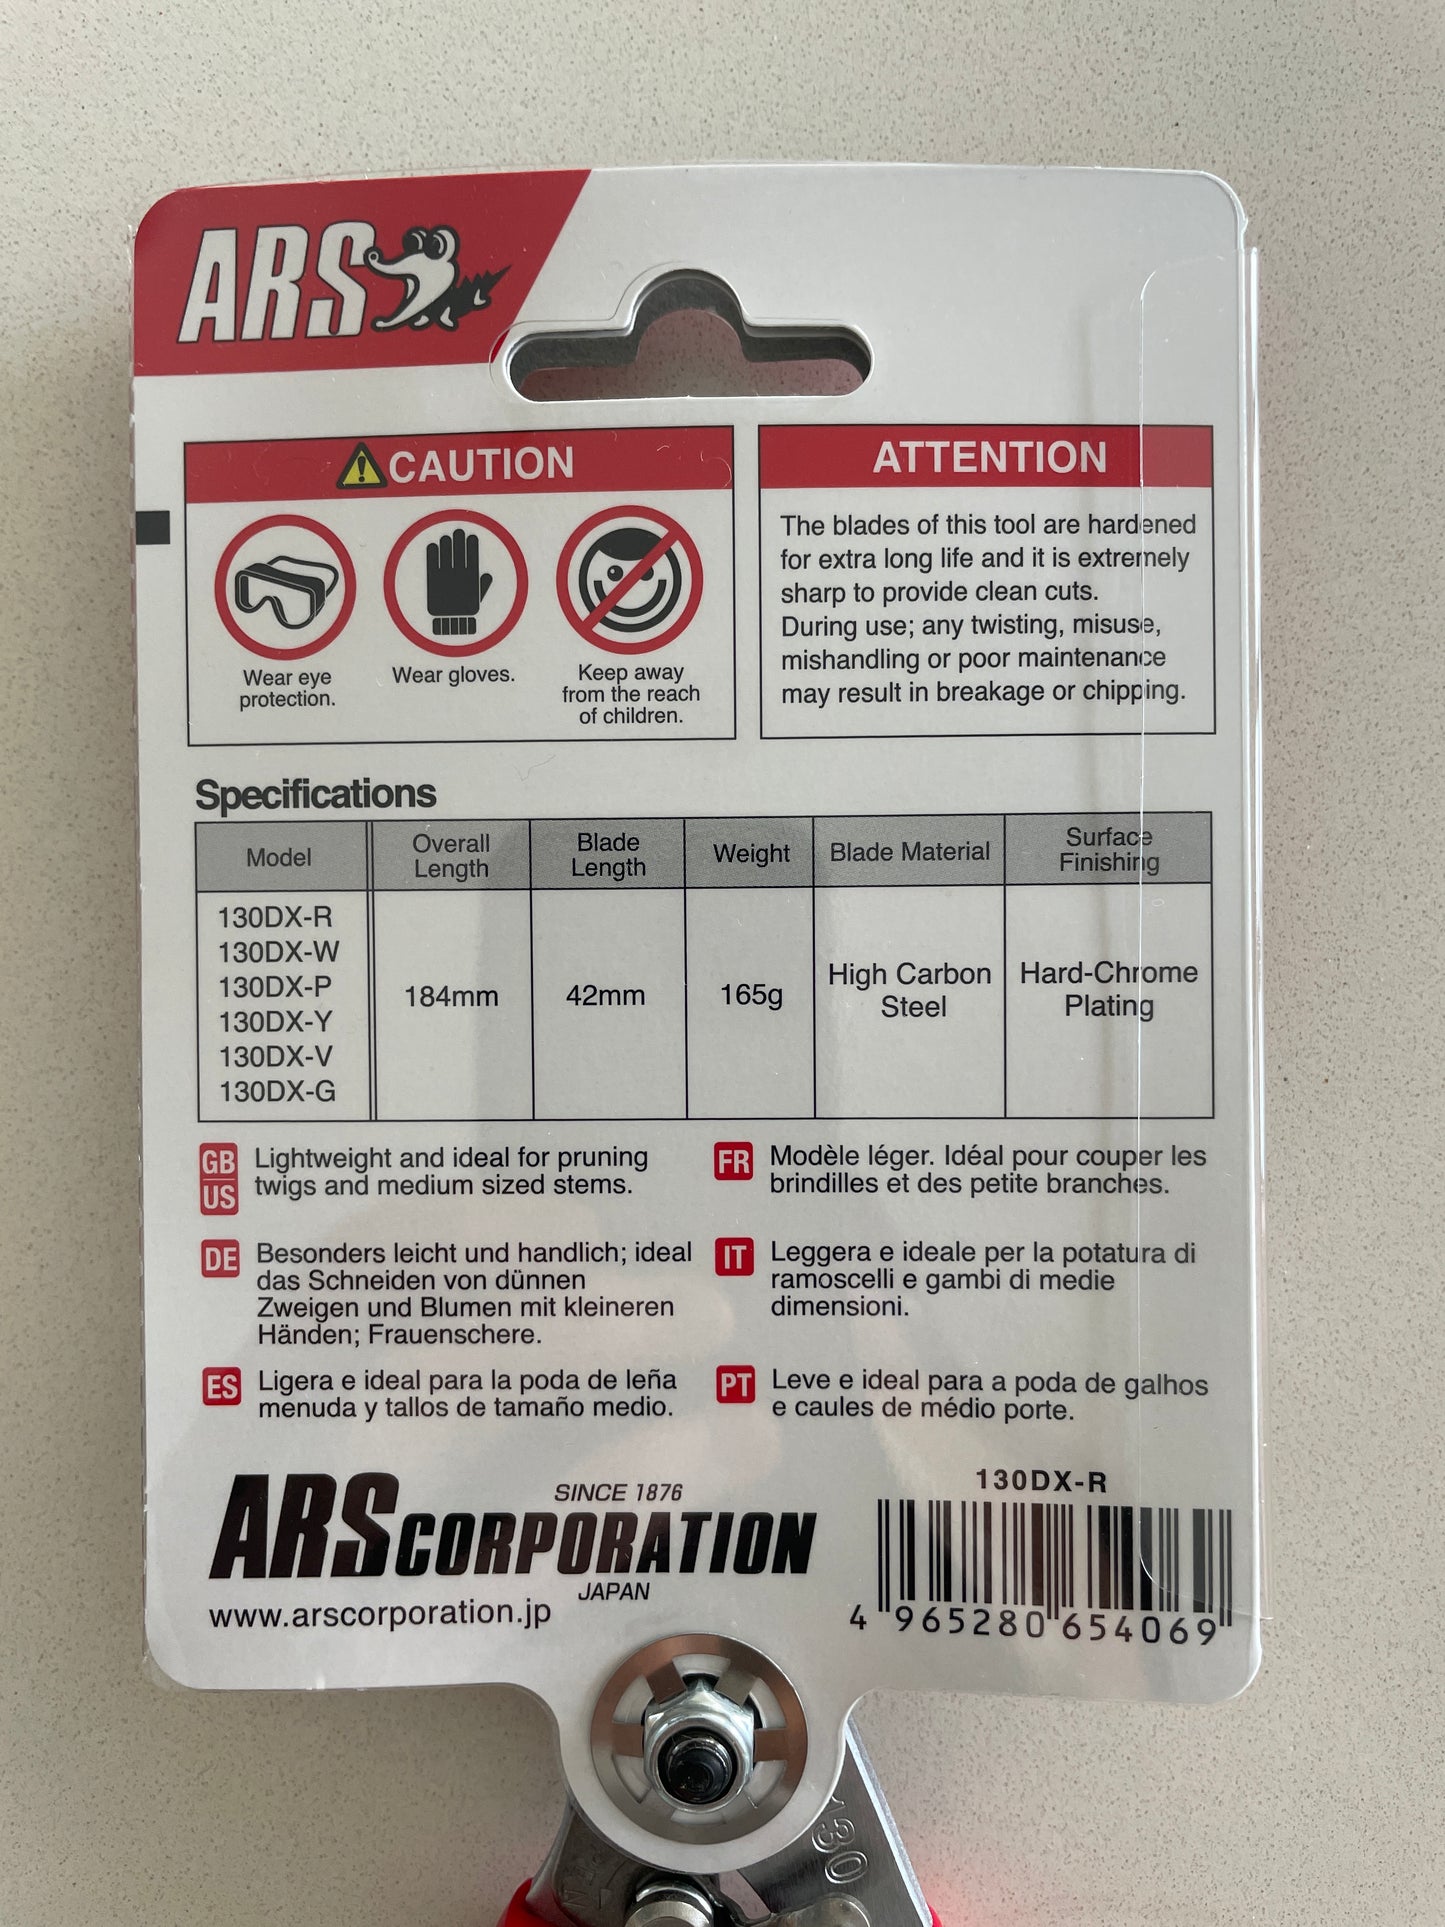 ARS
CAUTION
Wear eye
protection.
Wear gloves.
Keep away
from the reach
of children.
ATTENTION
The blades of this tool are hardened
for extra long life and it is extremely
sharp to provide clean cuts.
During use; any twisting, misuse,
mishandling or poor maintenance
may result in breakage or chipping.
Specifications
Model
Overall
Length
Blade
Length
Weight
Blade Material
Surface
Finishing
130DX-R
130DX-W
130DX-P
130DX-Y
130DX-V
130DX-G
184mm
42mm
165g
High Carbon
Steel
Hard-Chrome
Plating
GB
US
Lightweight and ideal for pruning
twigs and medium sized stems.
FR
Modèle léger. Idéal pour couper les
brindilles et des petite branches.
DE
Besonders leicht und handlich; ideal
das Schneiden von dünnen
Zweigen und Blumen mit kleineren
Händen; Frauenschere.
IT
Leggera e ideale per la potatura di
ramoscelli e gambi di medie
dimensioni.
ES
Ligera e ideal para la poda de leña
menuda y tallos de tamaño medio.
PT
Leve e ideal para a poda de galhos
e caules de médio porte.
SINCE 1876
ARS CORPORATION
JAPAN
www.arscorporation.jp
130DX-R
4 965280 654069
130